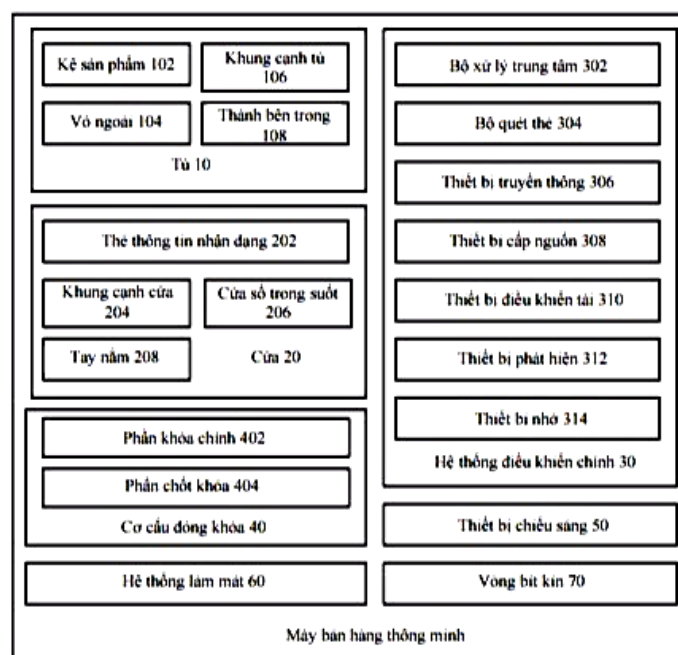 Kệ sản phẩm 102
Khung cạnh tủ
106
Vỏ ngoài 104
Thành bên trong
108
Tủ 10
Thẻ thông tin nhận dạng 202
Khung cạnh cửa
204
Cửa sổ trong suốt
206
Tay nắm 208
Cửa 20
Phần khóa chính 402
Phần chốt khóa 404
Cơ cấu đóng khóa 40
Hệ thống làm mát 60
Bộ xử lý trung tâm 302
Bộ quét thẻ 304
Thiết bị truyền thông 306
Thiết bị cấp nguồn 308
Thiết bị điều khiển tải 310
Thiết bị phát hiện 312
Thiết bị nhớ 314
Hệ thống điều khiển chính 30
Thiết bị chiếu sáng 50
Vòng bít kín 70
Máy bán hàng thông minh